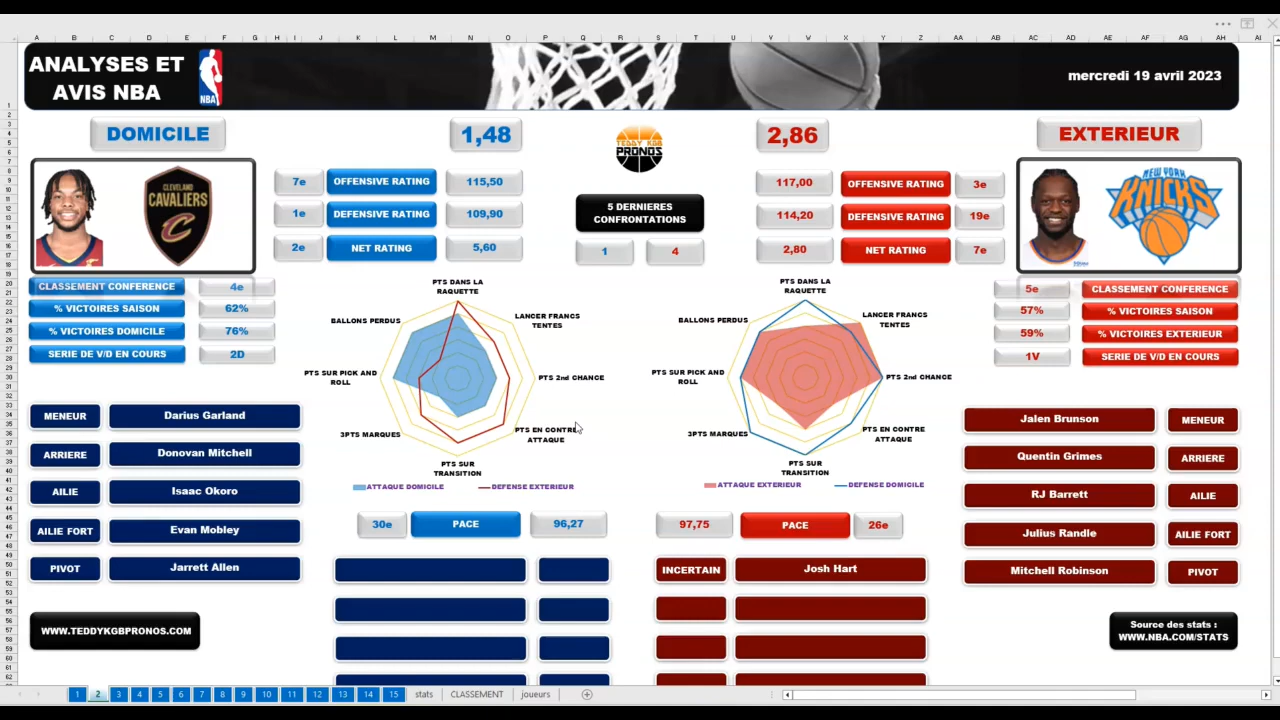 ANALYSES ET
AVIS NBA
NBA
mercredi 19 avril 2023
DOMICILE
1,48
TEDDY KGB
PRONOS
2,86
EXTERIEUR
CLEVELAND
CAVALIERS
7e
OFFENSIVE RATING
115,50
1e
DEFENSIVE RATING
109,90
2e
NET RATING
5,60
5 DERNIERES
CONFRONTATIONS
1
4
117,00
OFFENSIVE RATING
3e
114,20
DEFENSIVE RATING
19e
2,80
NET RATING
7e
NEW YORK
KNICKS
CLASSEMENT CONFERENCE
4e
% VICTOIRES SAISON
62%
% VICTOIRES DOMICILE
76%
SERIE DE V/D EN COURS
2D
PTS DANS LA
RAQUETTE
LANCER FRANCS
TENTES
PTS 2nd CHANCE
PTS EN CONTRE
ATTAQUE
PTS SUR
TRANSITION
3PTS MARQUES
PTS SUR PICK AND
ROLL
BALLONS PERDUS
ATTAQUE DOMICILE
DEFENSE EXTERIEUR
PTS DANS LA
RAQUETTE
LANCER FRANCS
TENTES
PTS 2nd CHANCE
PTS EN CONTRE
ATTAQUE
PTS SUR
TRANSITION
3PTS MARQUES
PTS SUR PICK AND
ROLL
BALLONS PERDUS
ATTAQUE EXTERIEUR
DEFENSE DOMICILE
5e
CLASSEMENT CONFERENCE
57%
% VICTOIRES SAISON
59%
% VICTOIRES EXTERIEUR
1V
SERIE DE V/D EN COURS
MENEUR
Darius Garland
ARRIERE
Donovan Mitchell
AILIE
Isaac Okoro
AILIE FORT
Evan Mobley
PIVOT
Jarrett Allen
30e
PACE
96,27
97,75
PACE
26e
Jalen Brunson
MENEUR
Quentin Grimes
ARRIERE
RJ Barrett
AILIE
Julius Randle
AILIE FORT
Mitchell Robinson
PIVOT
INCERTAIN
Josh Hart
WWW.TEDDYKGBPRONOS.COM
Source des stats :
WWW.NBA.COM/STATS
1 2 3 4 5 6 7 8 9 10 11 12 13 14 15 stats CLASSEMENT joueurs